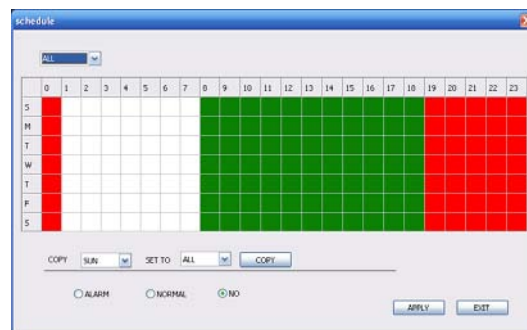 schedule
ALL
0 1 2 3 4 5 6 7 8 9 10 11 12 13 14 15 16 17 18 19 20 21 22 23
S
M
T
W
T
F
S
COPY SUN SET TO ALL COPY
ALARM NORMAL NO
APPLY EXIT